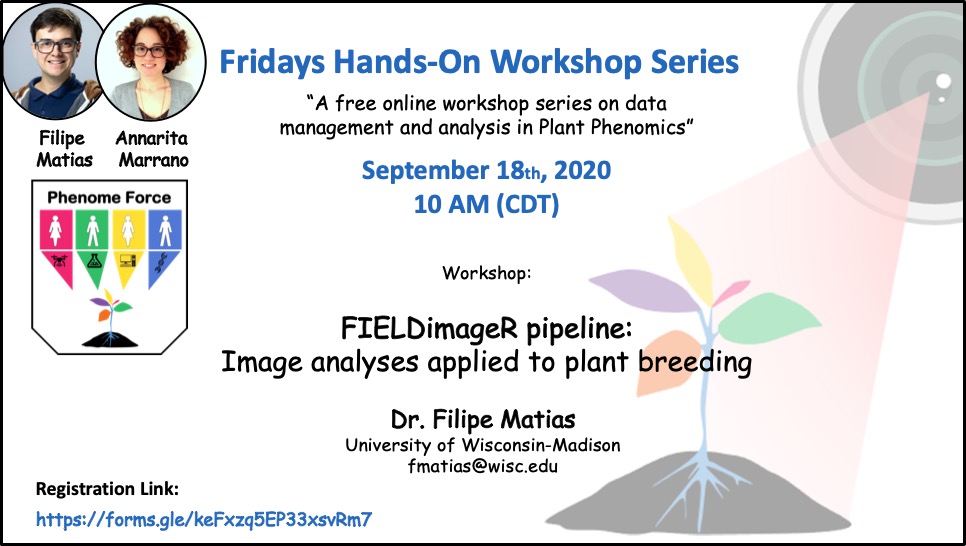 Fridays Hands-On Workshop Series
“A free online workshop series on data
management and analysis in Plant Phenomics”
September 18th, 2020
10 AM (CDT)
Filipe
Matias
Annarita
Marrano
Phenome Force
Workshop:
FIELDimageR pipeline:
Image analyses applied to plant breeding
Dr. Filipe Matias
University of Wisconsin-Madison
fmatias@wisc.edu
Registration Link:
https://forms.gle/keFxzq5EP33xsvRm7